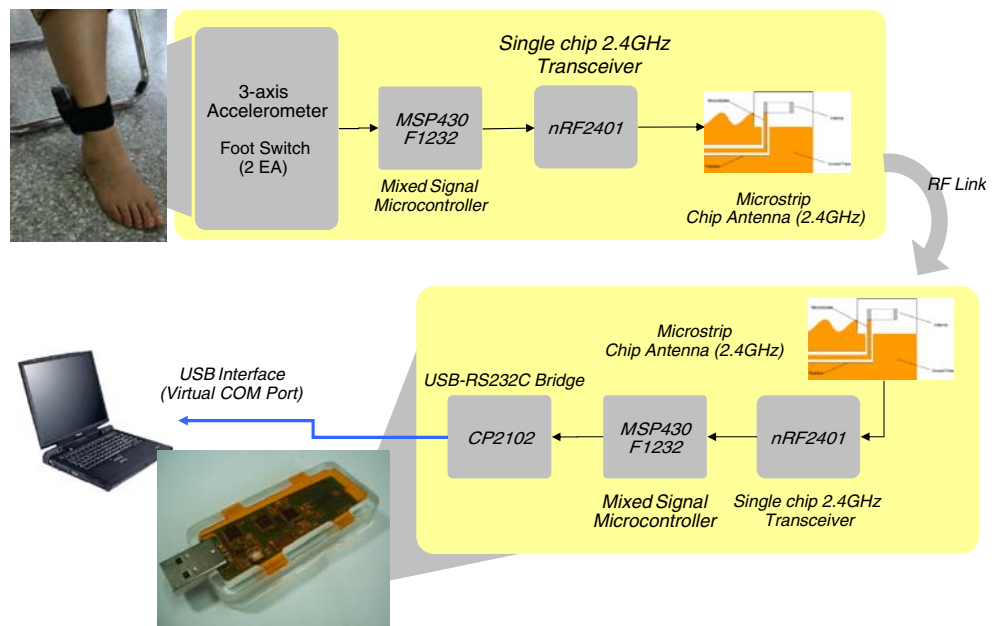 Single chip 2.4GHz
Transceiver
3-axis
Accelerometer
Foot Switch
(2 EA)
MSP430
F1232
nRF2401
Mixed Signal
Microcontroller
Microstrip
Chip Antenna (2.4GHz)
RF Link
Microstrip
Chip Antenna (2.4GHz)
USB Interface
(Virtual COM Port)
USB-RS232C Bridge
CP2102
MSP430
F1232
nRF2401
Mixed Signal
Microcontroller
Single chip 2.4GHz
Transceiver